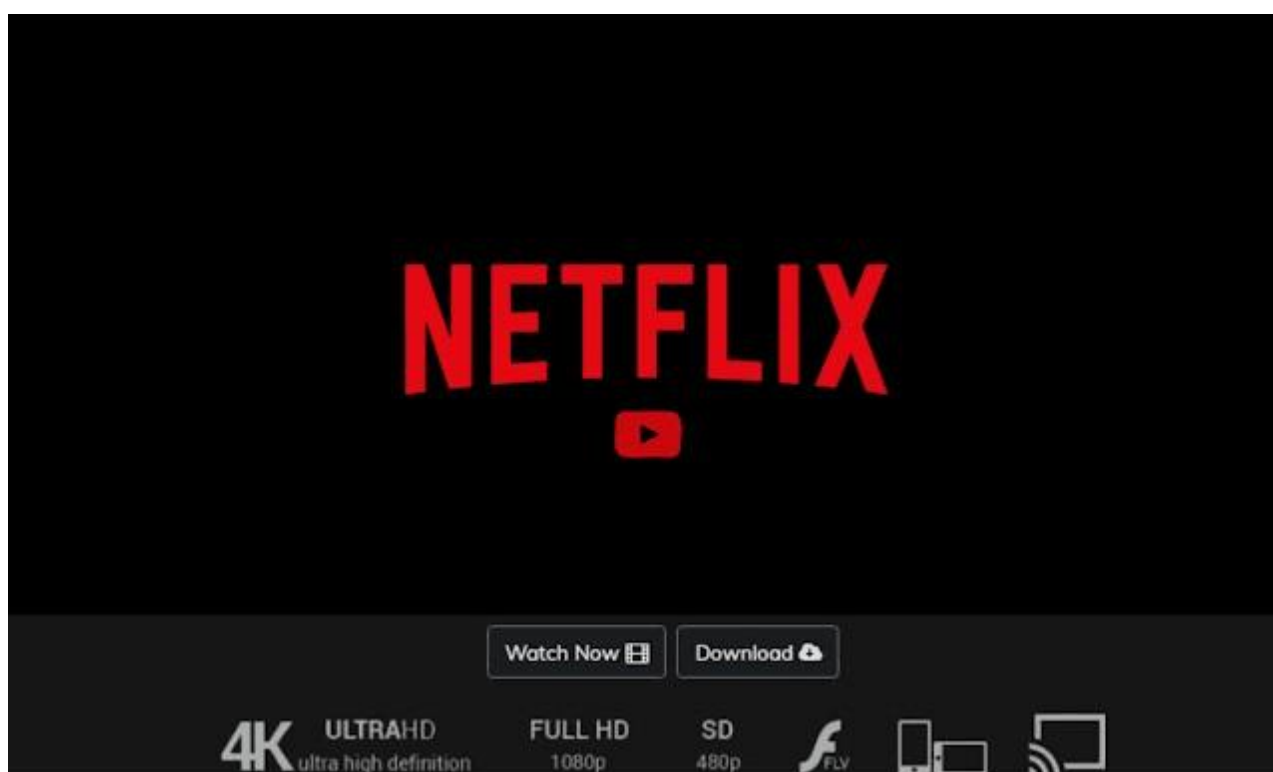 NETFLIX
Watch Now
Download
4K ULTRAHD
ultra high definition
FULL HD
1080p
SD
480p
FLV